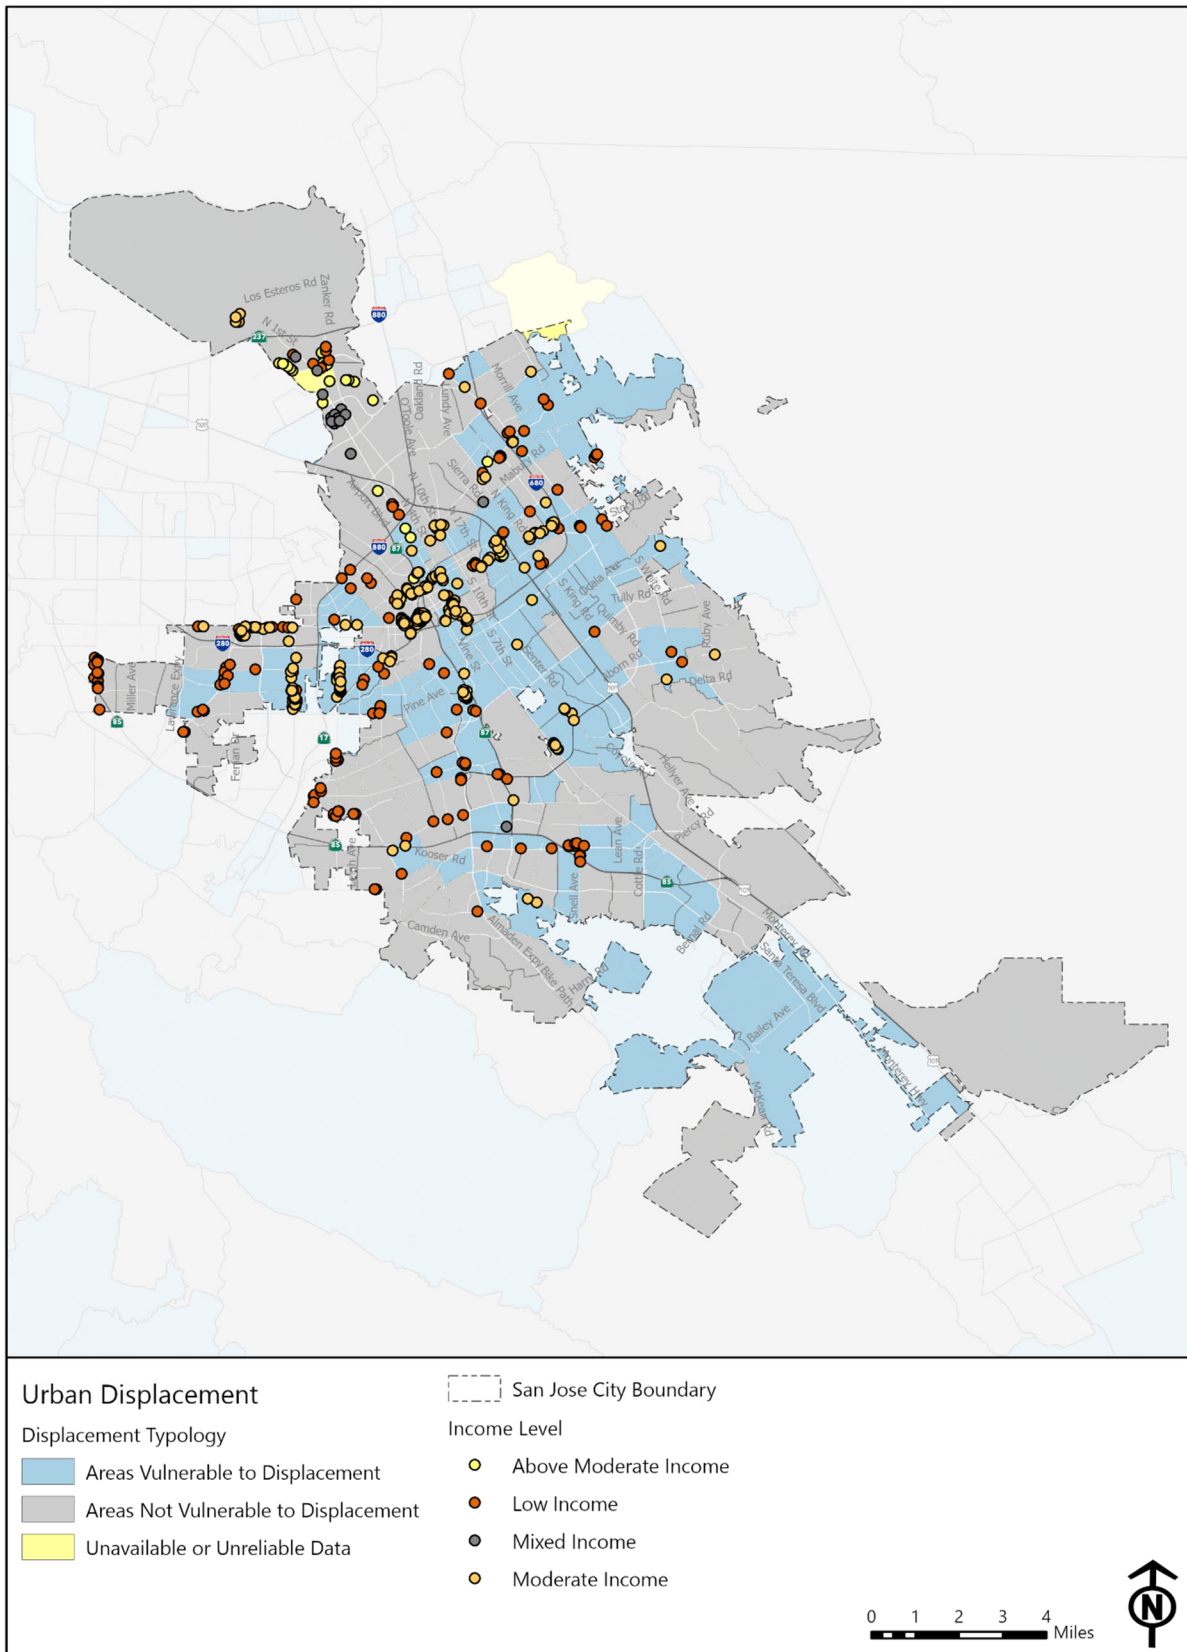 Los Esteros Rd
Zanker Rd
880
N 1st St
237
Oakland Rd
Lundy Ave
Morrill Ave
O'Toole Ave
101
Sierra Rd
Mabury Rd
680
N 10th St
N King Rd
Story Rd
Airport Blvd
N 17th St
880
87
Ocala Ave
S White Rd
S King Rd
Tully Rd
S 10th St
Quimby Rd
Ruby Ave
280
280
S 7th St
Vine St
Senter Rd
Aborn Rd
Delta Rd
101
Miller Ave
Lawrence Expy
Pine Ave
85
17
87
Coyote Rd
Hellyer Ave
Piercy Rd
85
Kooser Rd
Lean Ave
Cottle Rd
Snell Ave
85
Camden Ave
Almaden Expy Bike Path
Harry Rd
Bernal Rd
Monterey Rd
Santa Teresa Blvd
Bailey Ave
101
Monterey Hwy
McKean Rd
Urban Displacement
Displacement Typology
Areas Vulnerable to Displacement
Areas Not Vulnerable to Displacement
Unavailable or Unreliable Data
San Jose City Boundary
Income Level
Above Moderate Income
Low Income
Mixed Income
Moderate Income
0 1 2 3 4
Miles
N